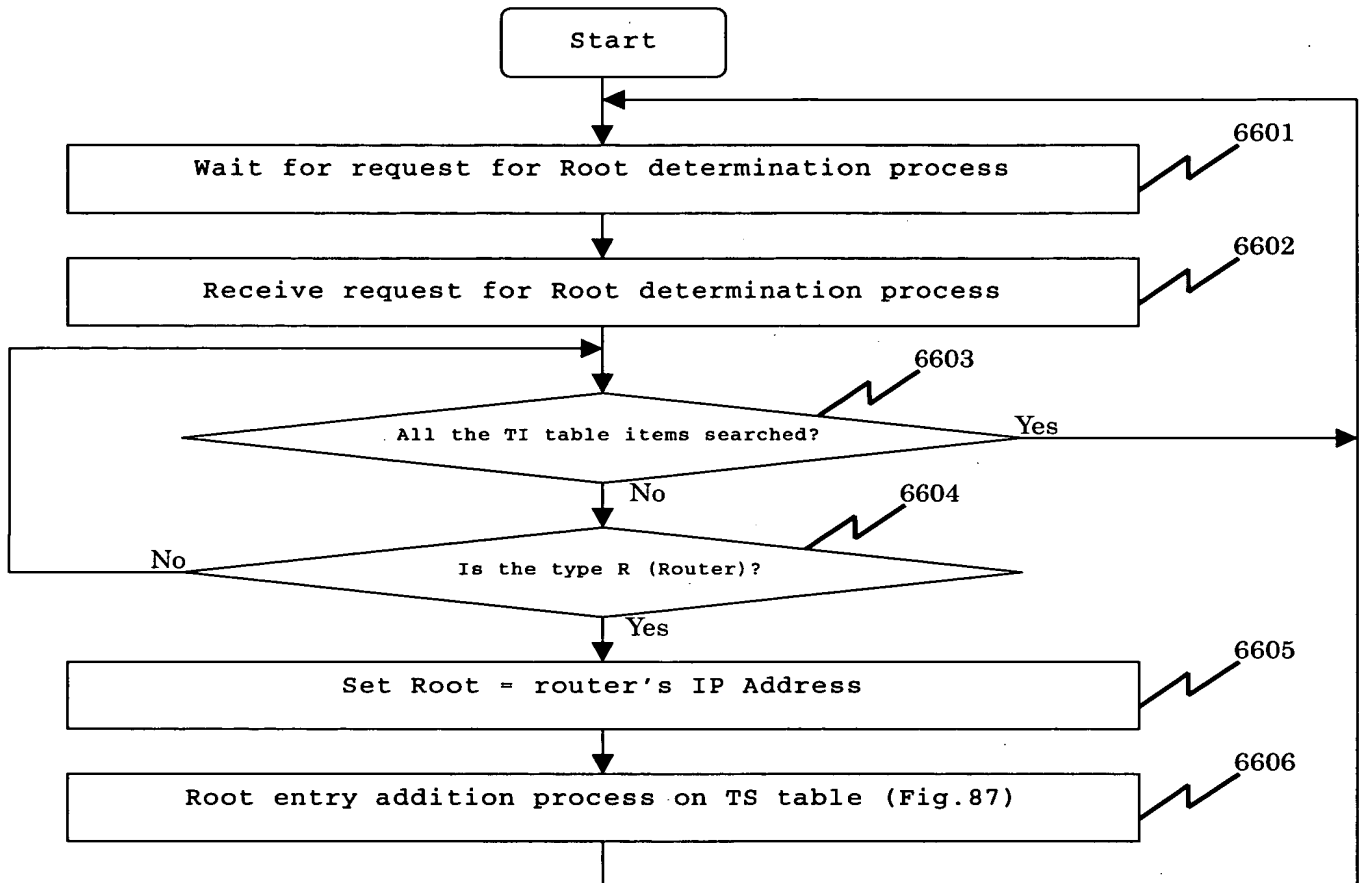 Start
6601
Wait for request for Root determination process
6602
Receive request for Root determination process
6603
All the TI table items searched?
Yes
No
6604
No
Is the type R (Router)?
Yes
6605
Set Root = router's IP Address
6606
Root entry addition process on TS table (Fig.87)